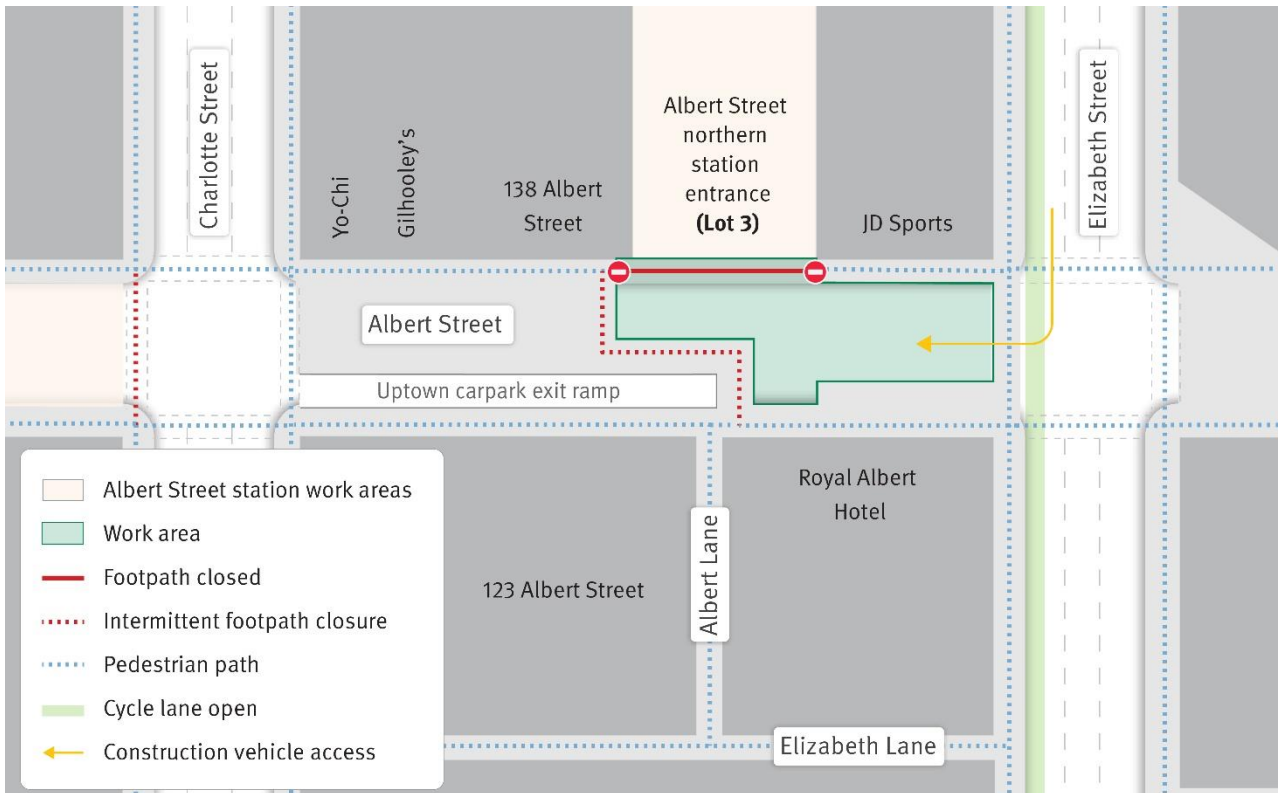 Charlotte Street
Yo-Chi
Gilhooley's
138 Albert
Street
Albert Street
northern
station
entrance
(Lot 3)
JD Sports
Elizabeth Street
Albert Street
Uptown carpark exit ramp
Albert Street station work areas
Work area
Footpath closed
Intermittent footpath closure
Pedestrian path
Cycle lane open
Construction vehicle access
123 Albert Street
Albert Lane
Royal Albert
Hotel
Elizabeth Lane